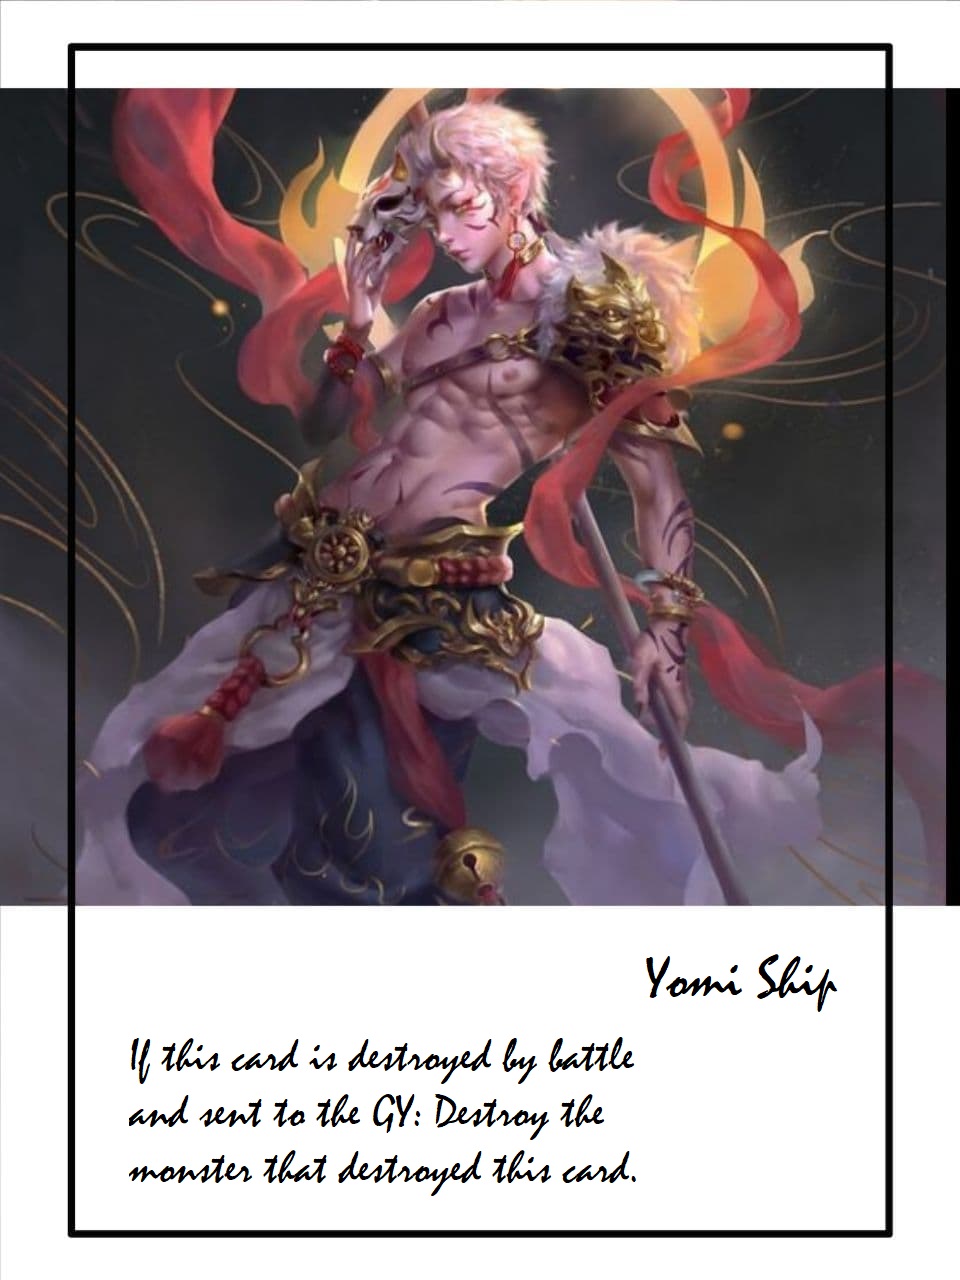 Yomi Ship
If this card is destroyed by battle
and sent to the GY: Destroy the
monster that destroyed this card.